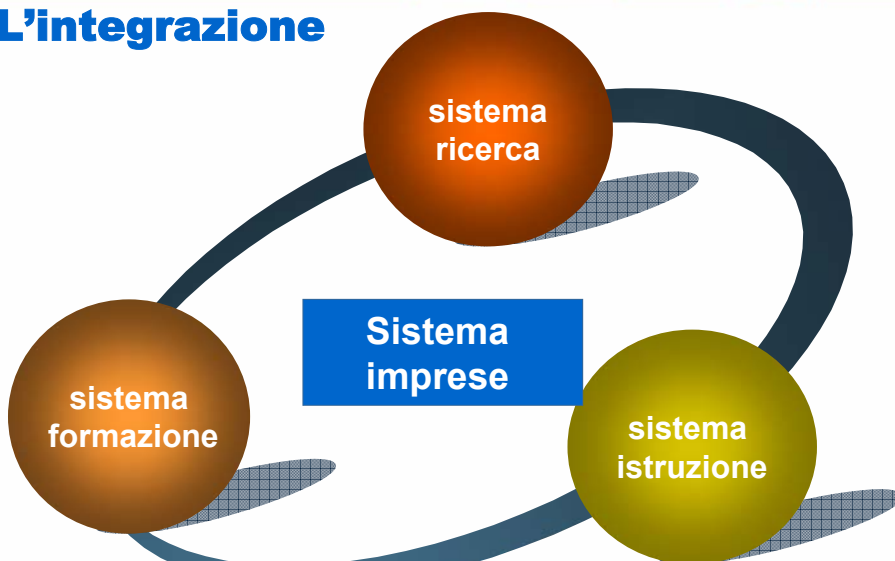 L’integrazione
sistema
ricerca
Sistema
imprese
sistema
formazione
sistema
istruzione